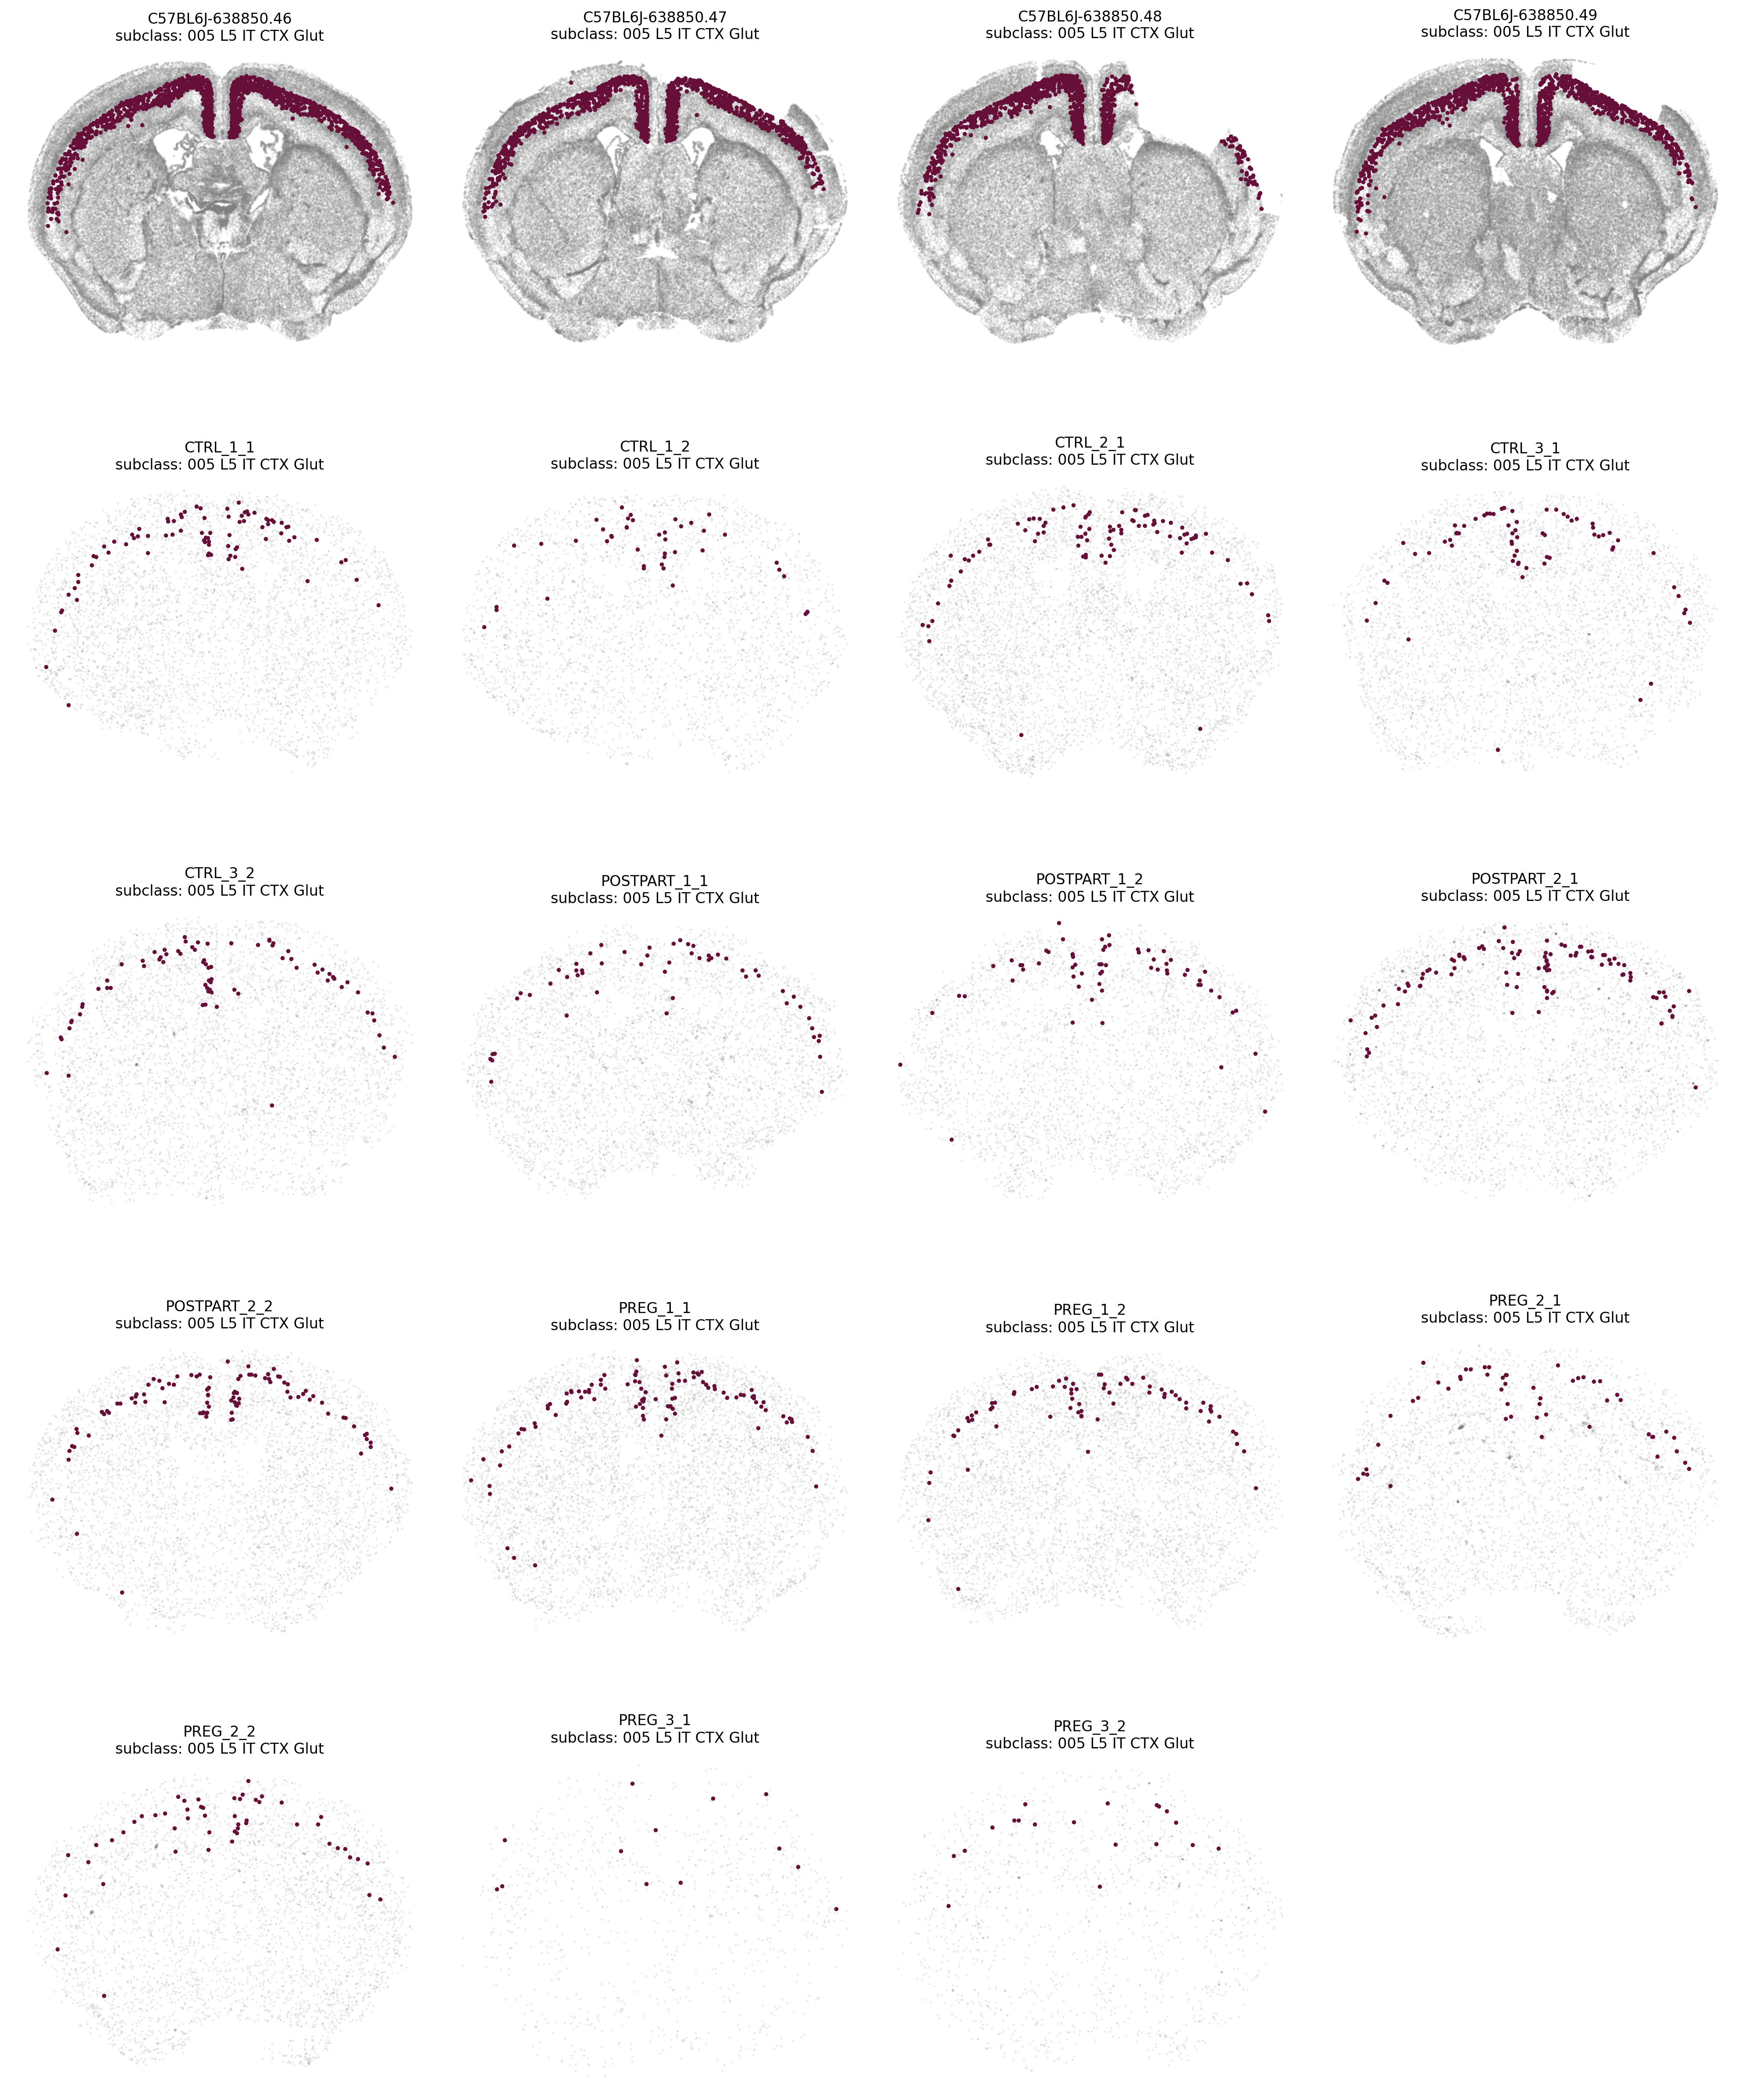 C57BL6J-638850.46
subclass: 005 L5 IT CTX Glut
C57BL6J-638850.47
subclass: 005 L5 IT CTX Glut
C57BL6J-638850.48
subclass: 005 L5 IT CTX Glut
C57BL6J-638850.49
subclass: 005 L5 IT CTX Glut
CTRL_1_1
subclass: 005 L5 IT CTX Glut
CTRL_1_2
subclass: 005 L5 IT CTX Glut
CTRL_2_1
subclass: 005 L5 IT CTX Glut
CTRL_3_1
subclass: 005 L5 IT CTX Glut
CTRL_3_2
subclass: 005 L5 IT CTX Glut
POSTPART_1_1
subclass: 005 L5 IT CTX Glut
POSTPART_1_2
subclass: 005 L5 IT CTX Glut
POSTPART_2_1
subclass: 005 L5 IT CTX Glut
POSTPART_2_2
subclass: 005 L5 IT CTX Glut
PREG_1_1
subclass: 005 L5 IT CTX Glut
PREG_1_2
subclass: 005 L5 IT CTX Glut
PREG_2_1
subclass: 005 L5 IT CTX Glut
PREG_2_2
subclass: 005 L5 IT CTX Glut
PREG_3_1
subclass: 005 L5 IT CTX Glut
PREG_3_2
subclass: 005 L5 IT CTX Glut